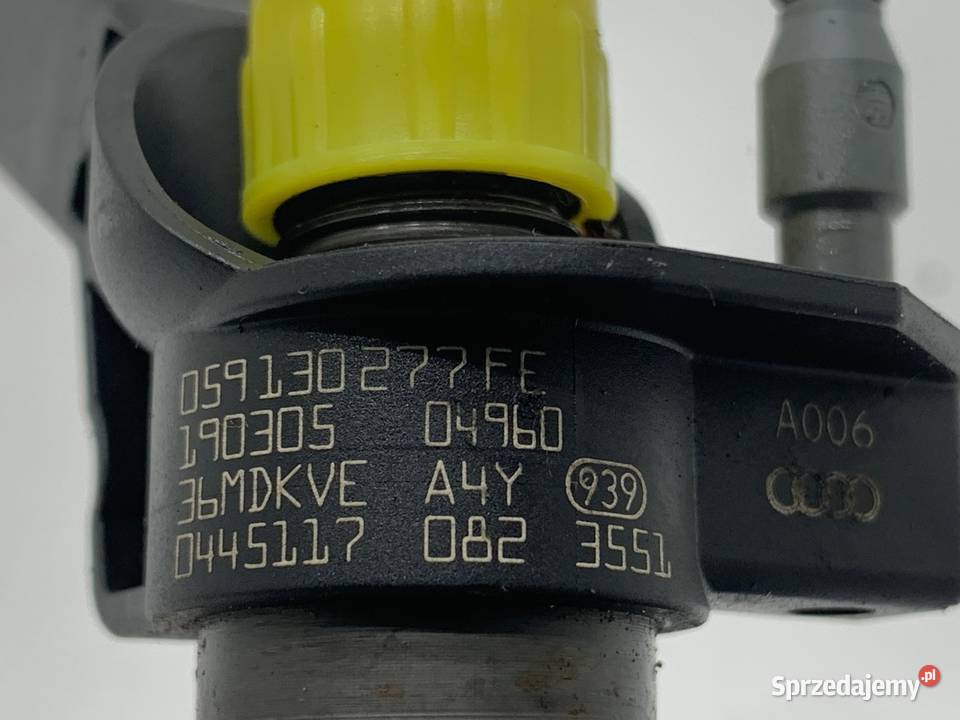 059130277FE
190305 04960
36MDKVE A4Y 939
0445117 082 3551
A006
Sprzedajemy.pl